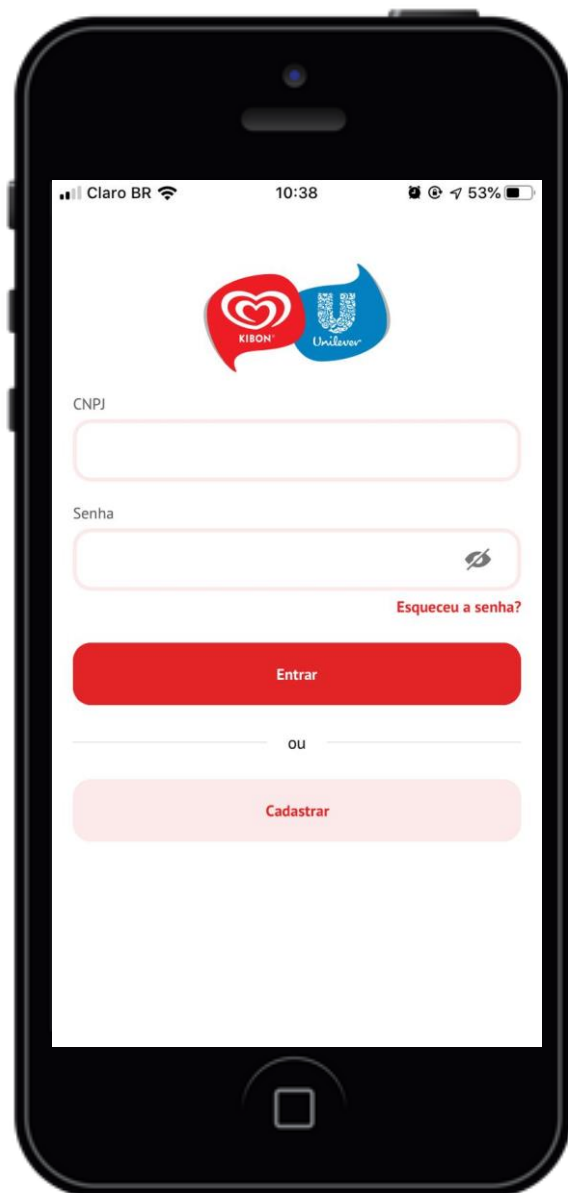 Claro BR 10:38 53%
KIBON®
Unilever
CNPJ
Senha
Esqueceu a senha?
Entrar
ou
Cadastrar